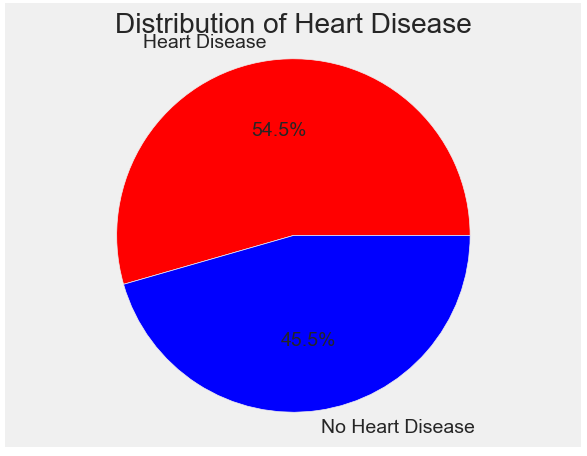 Distribution of Heart Disease
Heart Disease
54.5%
45.5%
No Heart Disease